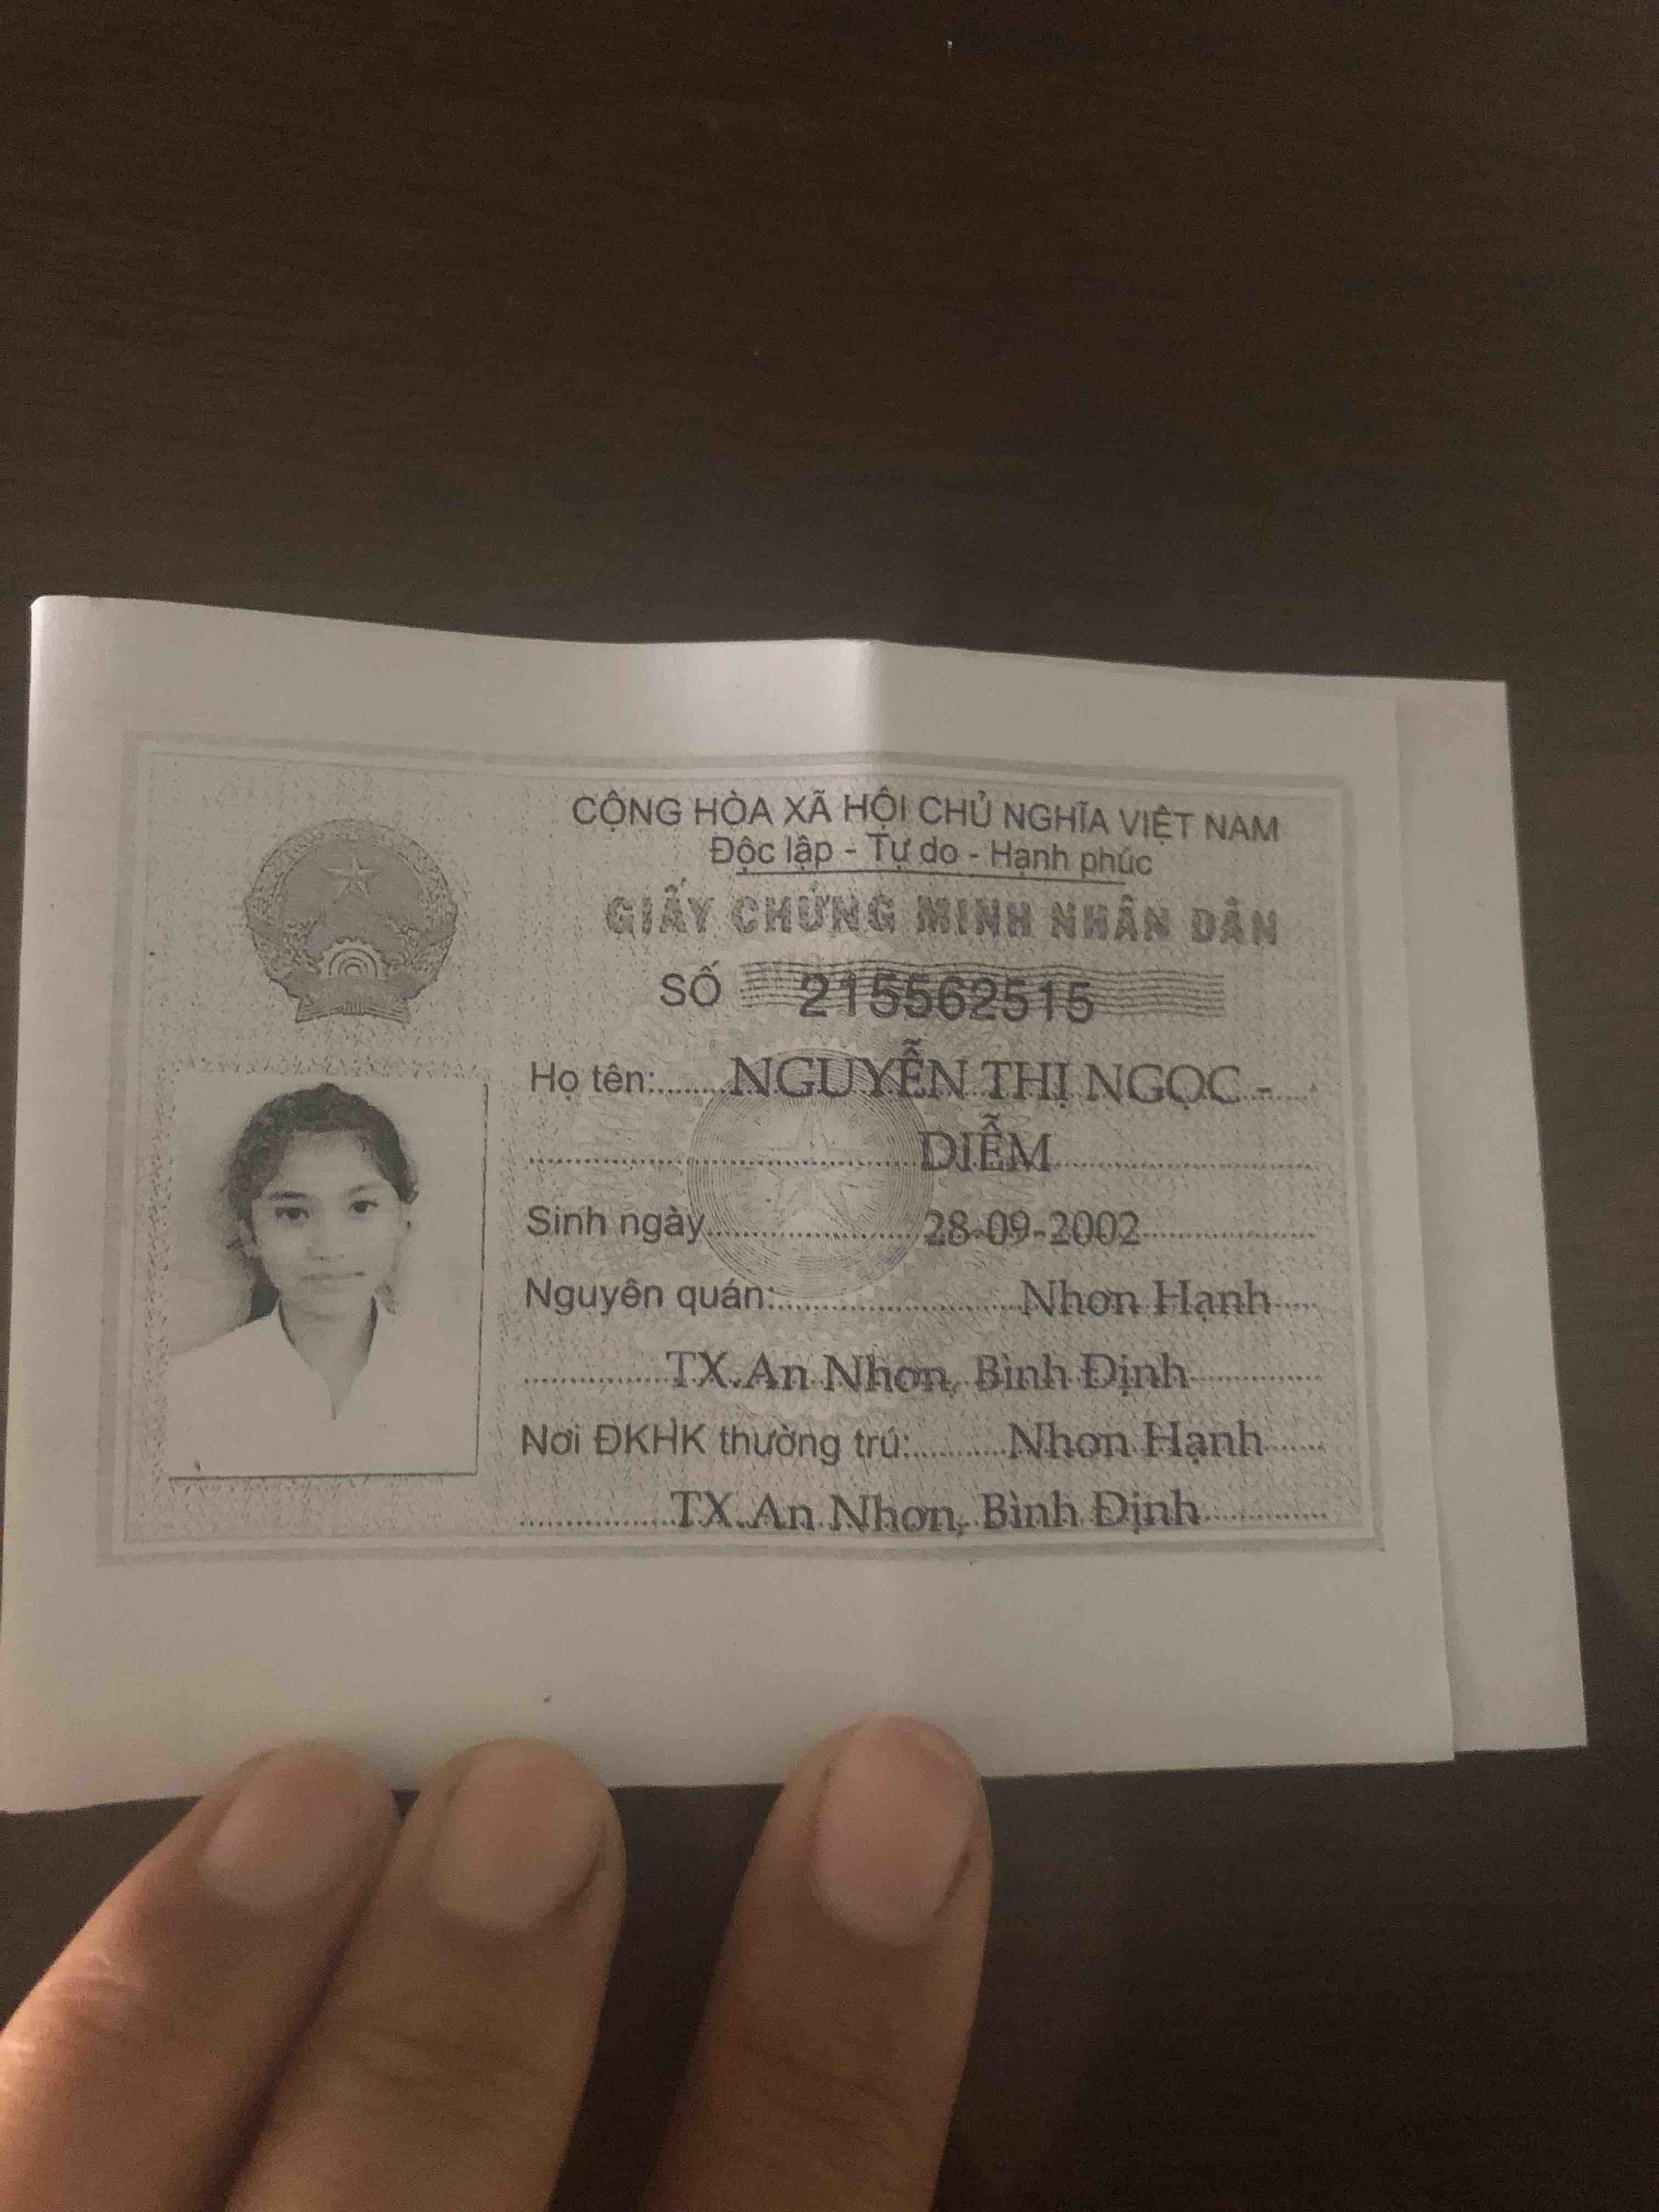 CỘNG HÒA XÃ HỘI CHỦ NGHĨA VIỆT NAM
Độc lập - Tự do - Hạnh phúc
GIẤY CHỨNG MINH NHÂN DÂN
SỐ 215562515
Họ tên: NGUYỄN THỊ NGỌC -
DIỄM
Sinh ngày 28-09-2002
Nguyên quán: Nhơn Hạnh
TX.An Nhơn, Bình Định
Nơi ĐKHK thường trú: Nhơn Hạnh
TX.An Nhơn, Bình Định